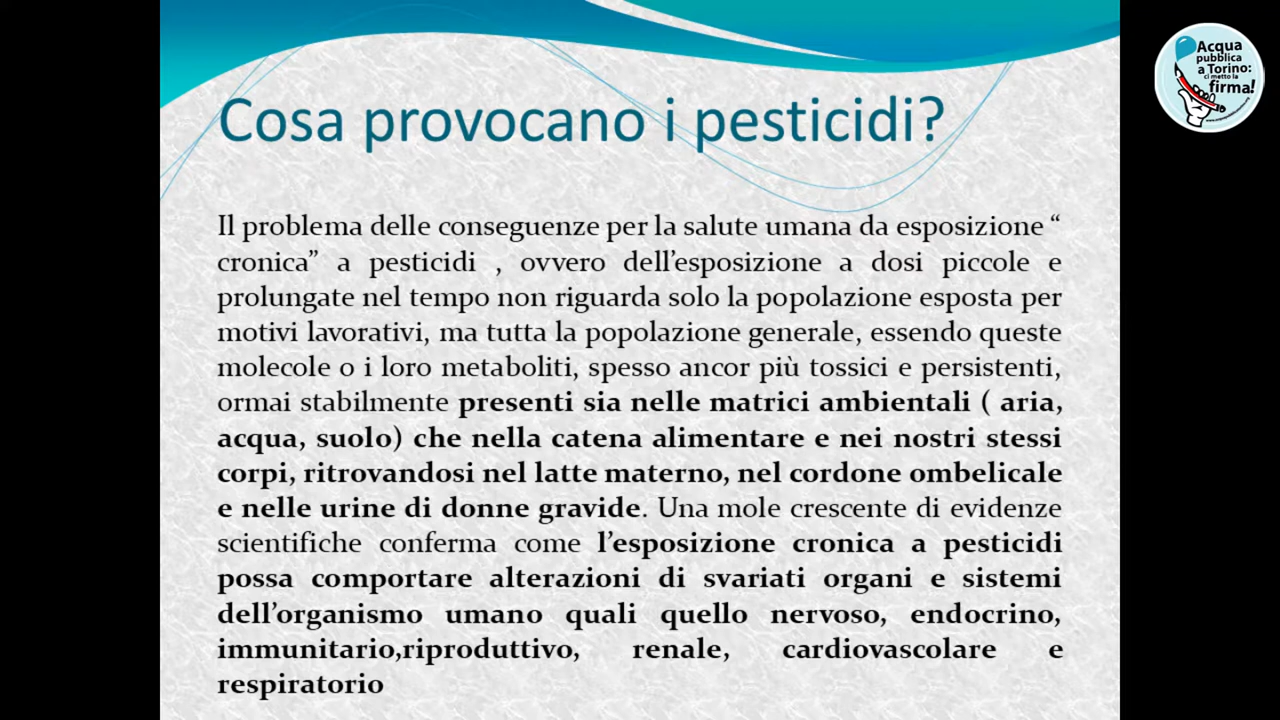 Cosa provocano i pesticidi?
Il problema delle conseguenze per la salute umana da esposizione “
cronica” a pesticidi , ovvero dell’esposizione a dosi piccole e
prolungate nel tempo non riguarda solo la popolazione esposta per
motivi lavorativi, ma tutta la popolazione generale, essendo queste
molecole o i loro metaboliti, spesso ancor più tossici e persistenti,
ormai stabilmente presenti sia nelle matrici ambientali ( aria,
acqua, suolo) che nella catena alimentare e nei nostri stessi
corpi, ritrovandosi nel latte materno, nel cordone ombelicale
e nelle urine di donne gravide. Una mole crescente di evidenze
scientifiche conferma come l’esposizione cronica a pesticidi
possa comportare alterazioni di svariati organi e sistemi
dell’organismo umano quali quello nervoso, endocrino,
immunitario,riproduttivo, renale, cardiovascolare e
respiratorio
Acqua
pubblica
a Torino:
ci metto la
firma!